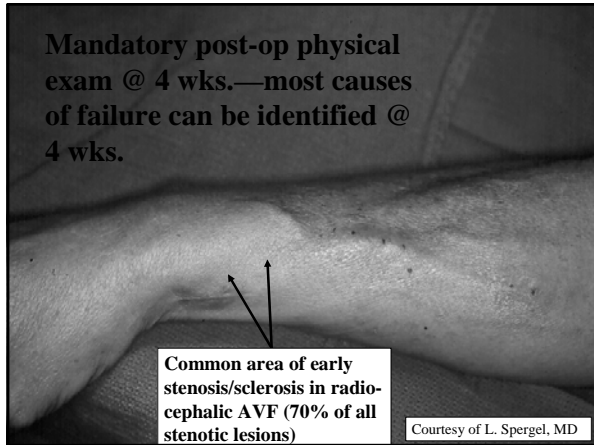 Mandatory post-op physical
exam @ 4 wks.—most causes
of failure can be identified @
4 wks.
Common area of early
stenosis/sclerosis in radio-
cephalic AVF (70% of all
stenotic lesions)
Courtesy of L. Spergel, MD